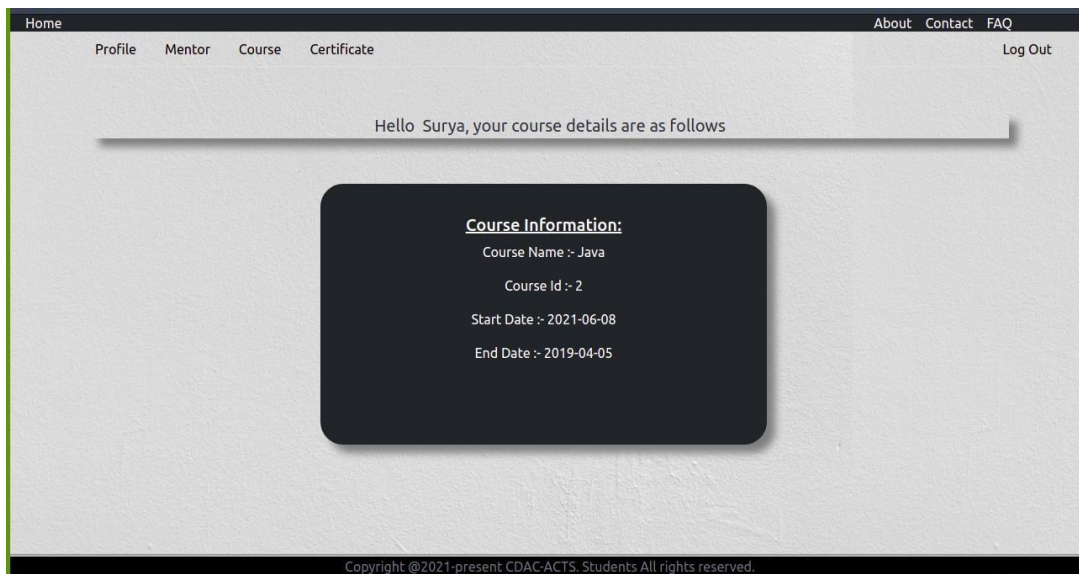 Home About Contact FAQ
Profile Mentor Course Certificate Log Out
Hello Surya, your course details are as follows
Course Information:
Course Name :- Java
Course Id :- 2
Start Date :- 2021-06-08
End Date :- 2019-04-05
Copyright @2021-present CDAC-ACTS. Students All rights reserved.